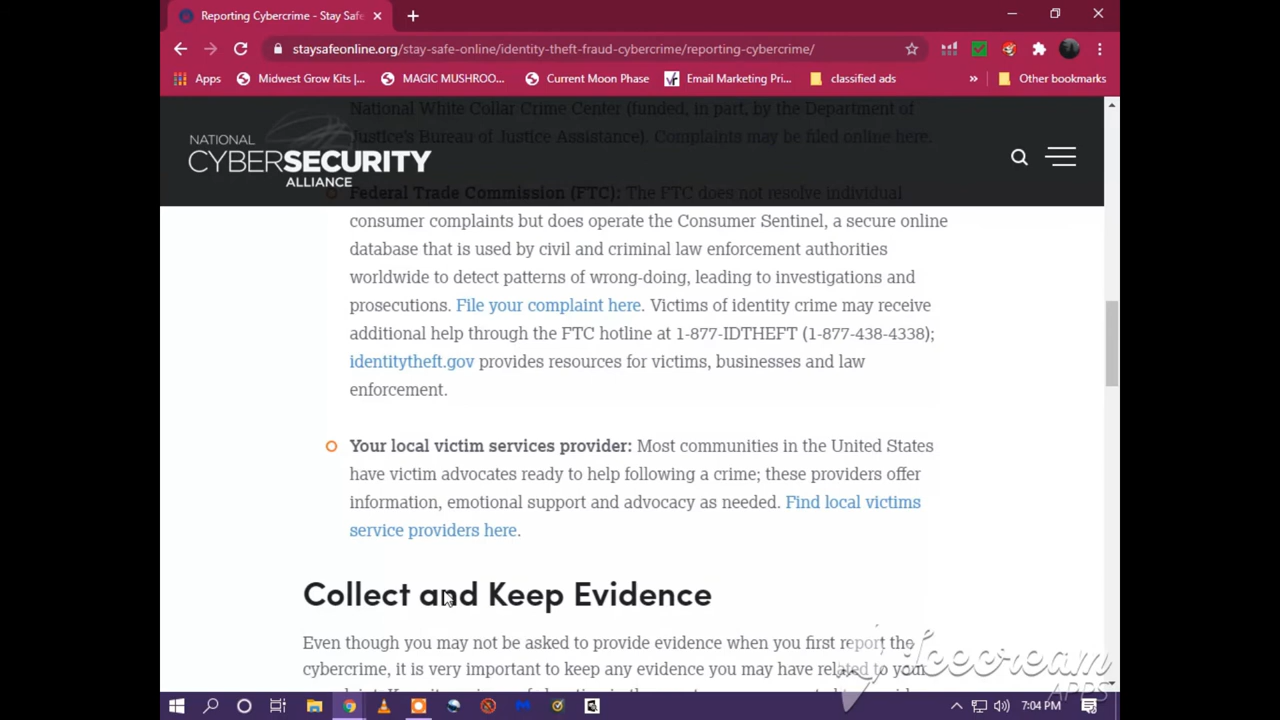 Reporting Cybercrime - Stay Safe
staysafeonline.org/stay-safe-online/identity-theft-fraud-cybercrime/reporting-cybercrime/
Apps Midwest Grow Kits |... MAGIC MUSHROO... Current Moon Phase Email Marketing Pri... classified ads » Other bookmarks
National White Collar Crime Center (funded, in part, by the Department of
Justice's Bureau of Justice Assistance). Complaints may be filed online here.
NATIONAL
CYBERSECURITY
ALLIANCE
Federal Trade Commission (FTC): The FTC does not resolve individual
consumer complaints but does operate the Consumer Sentinel, a secure online
database that is used by civil and criminal law enforcement authorities
worldwide to detect patterns of wrong-doing, leading to investigations and
prosecutions. File your complaint here. Victims of identity crime may receive
additional help through the FTC hotline at 1-877-IDTHEFT (1-877-438-4338);
identitytheft.gov provides resources for victims, businesses and law
enforcement.
Your local victim services provider: Most communities in the United States
have victim advocates ready to help following a crime; these providers offer
information, emotional support and advocacy as needed. Find local victims
service providers here.
Collect and Keep Evidence
Even though you may not be asked to provide evidence when you first report the
cybercrime, it is very important to keep any evidence you may have related to your
Icecream
APPS
7:04 PM